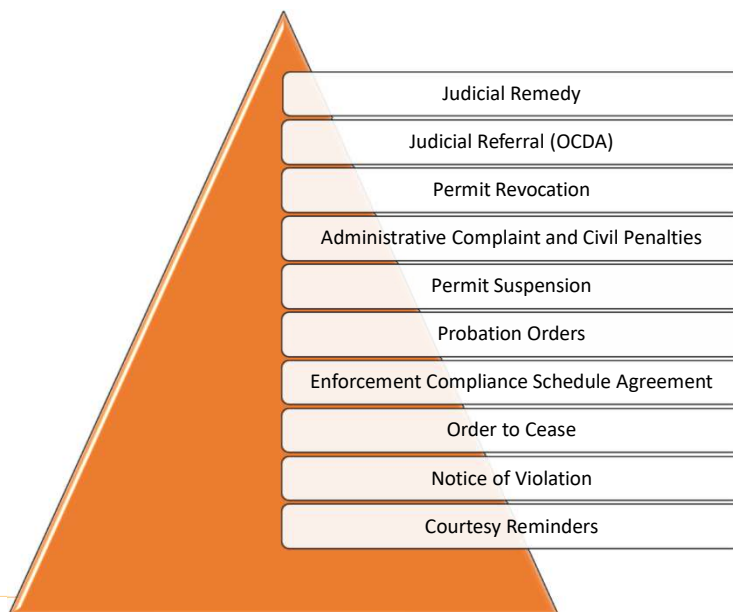 Judicial Remedy
Judicial Referral (OCDA)
Permit Revocation
Administrative Complaint and Civil Penalties
Permit Suspension
Probation Orders
Enforcement Compliance Schedule Agreement
Order to Cease
Notice of Violation
Courtesy Reminders